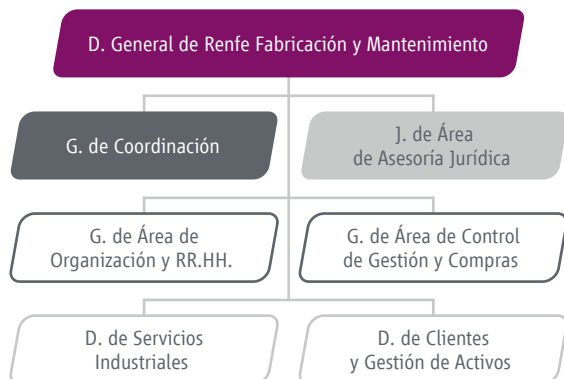 D. General de Renfe Fabricación y Mantenimiento
G. de Coordinación
J. de Área
de Asesoría Jurídica
G. de Área de
Organización y RR.HH.
G. de Área de Control
de Gestión y Compras
D. de Servicios
Industriales
D. de Clientes
y Gestión de Activos